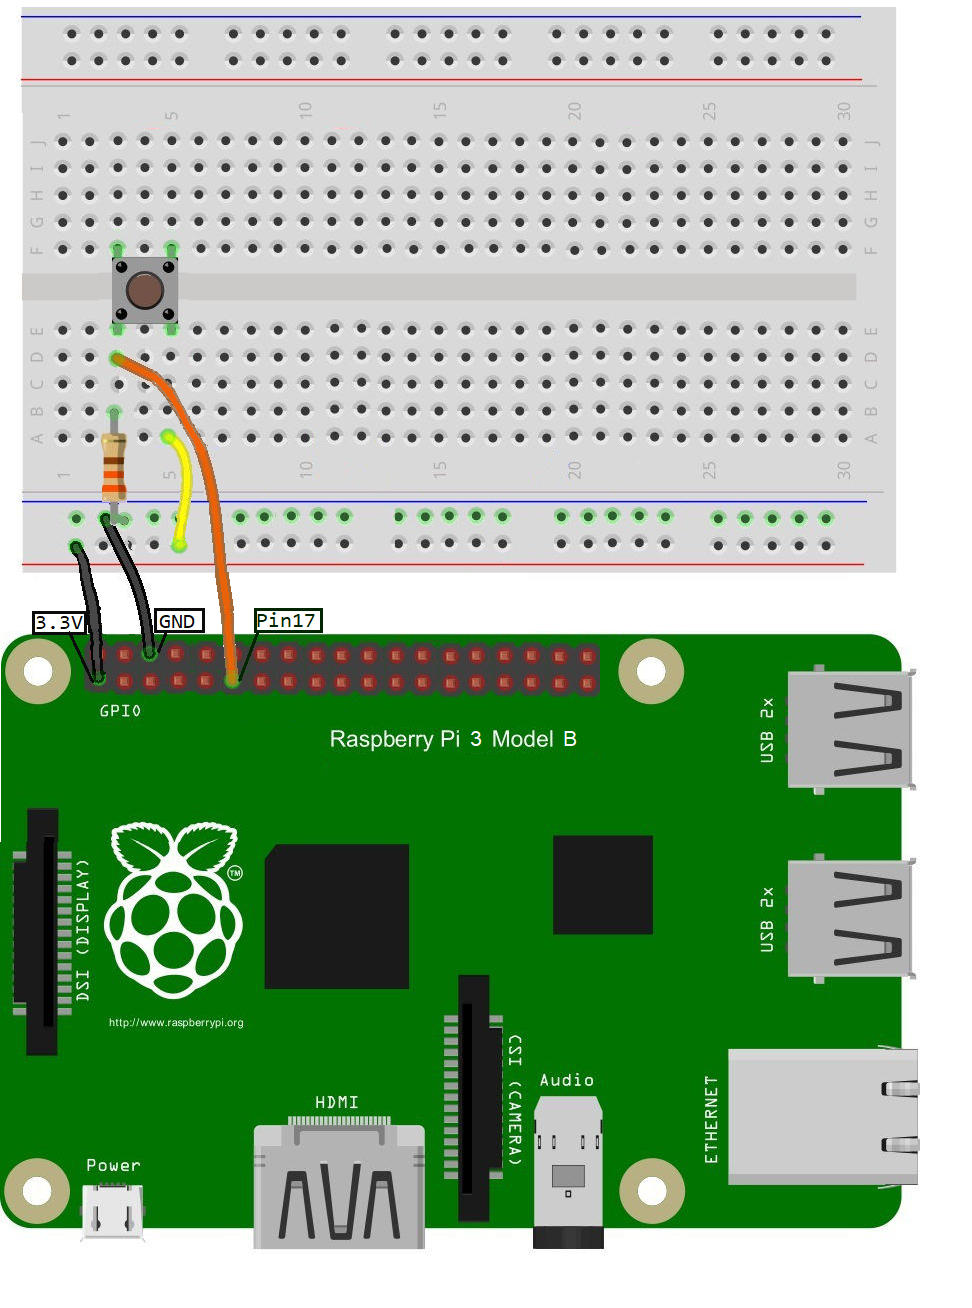 1 5 10 15 20 25 30
J J
I I
H H
G G
F F
E E
D D
C C
B B
A A
1 5 10 15 20 25 30
3.3V GND Pin17
GPIO
Raspberry Pi 3 Model B
USB 2x
DSI (DISPLAY)
TM
USB 2x
http://www.raspberrypi.org
CSI (CAMERA)
Audio
ETHERNET
HDMI
Power